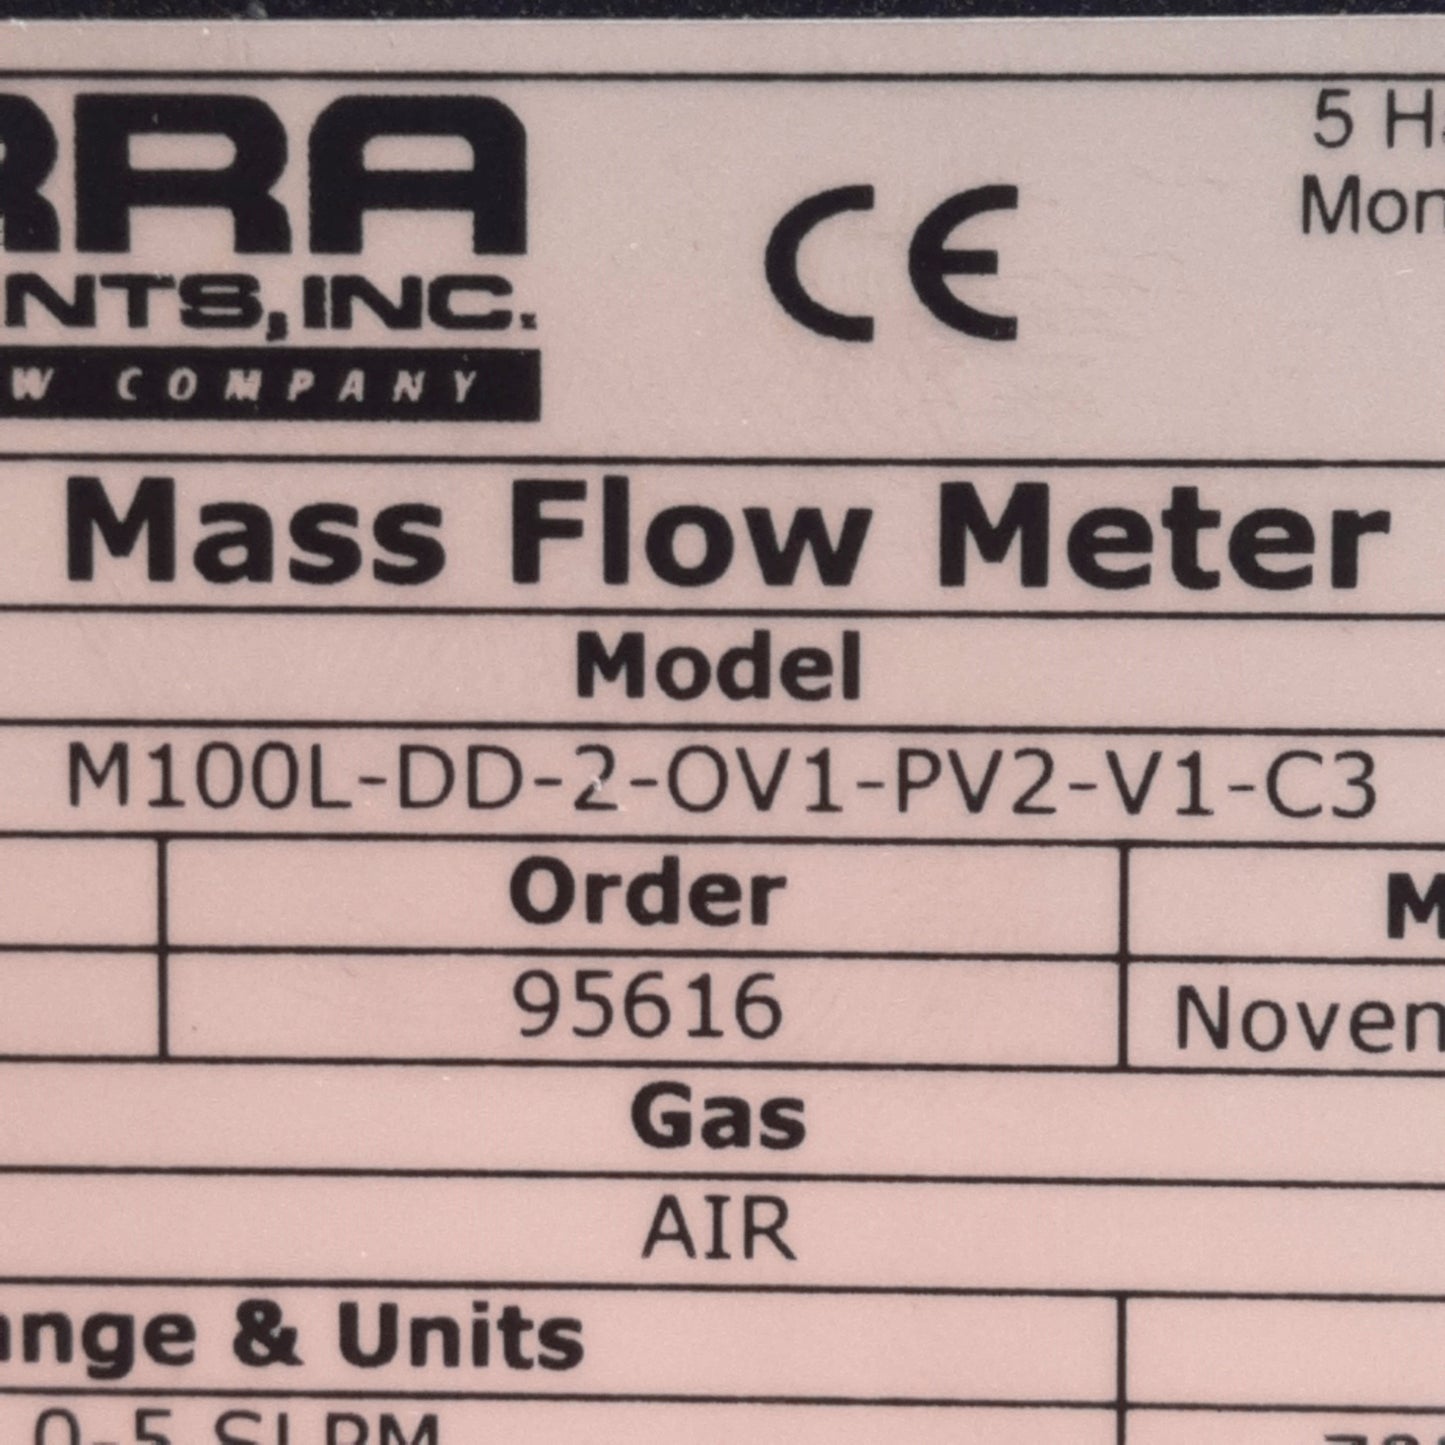 RRA
NTS, INC.
W COMPANY
CE
5 H
Mon
Mass Flow Meter
Model
M100L-DD-2-OV1-PV2-V1-C3
Order
M
95616
Noven
Gas
AIR
ange & Units
0-5 SLPM